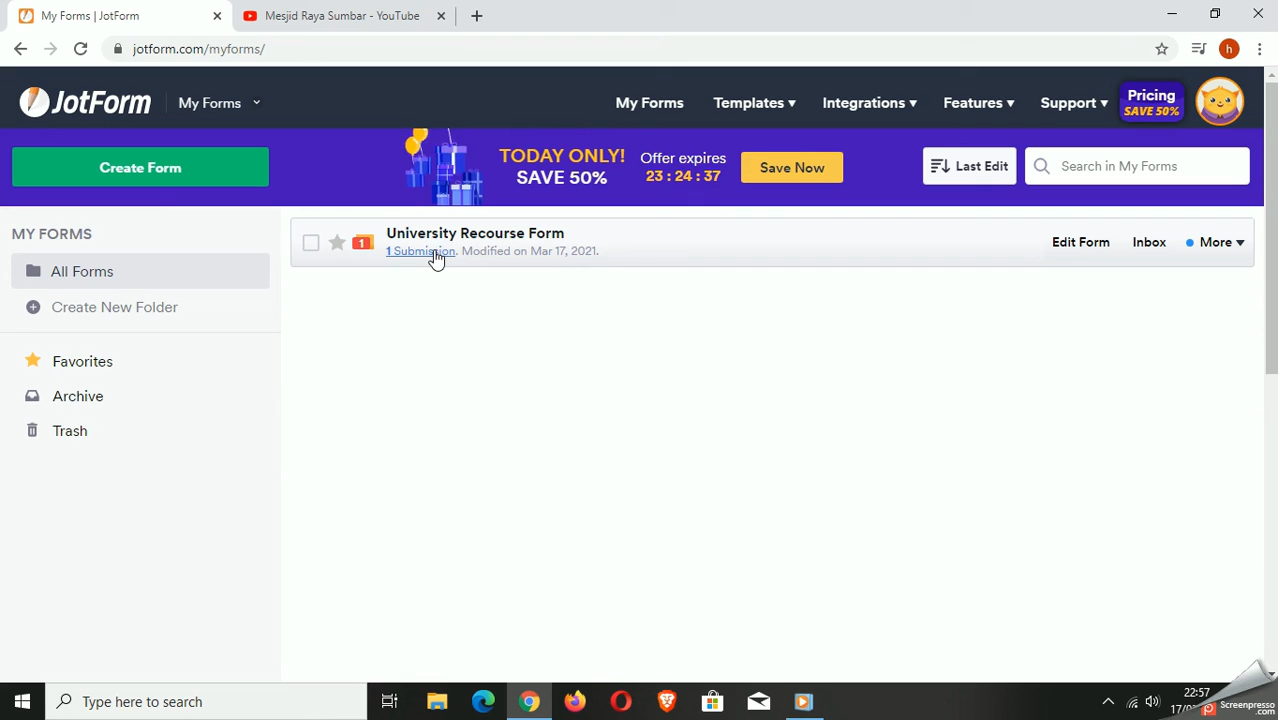 My Forms | JotForm
Mesjid Raya Sumbar - YouTube
jotform.com/myforms/
h
JotForm
My Forms
My Forms
Templates
Integrations
Features
Support
Pricing
SAVE 50%
Create Form
TODAY ONLY!
SAVE 50%
Offer expires
23 : 24 : 37
Save Now
Last Edit
Search in My Forms
MY FORMS
All Forms
Create New Folder
Favorites
Archive
Trash
1
University Recourse Form
1 Submission. Modified on Mar 17, 2021.
Edit Form
Inbox
More
Type here to search
22:57
Screenpresso
.com